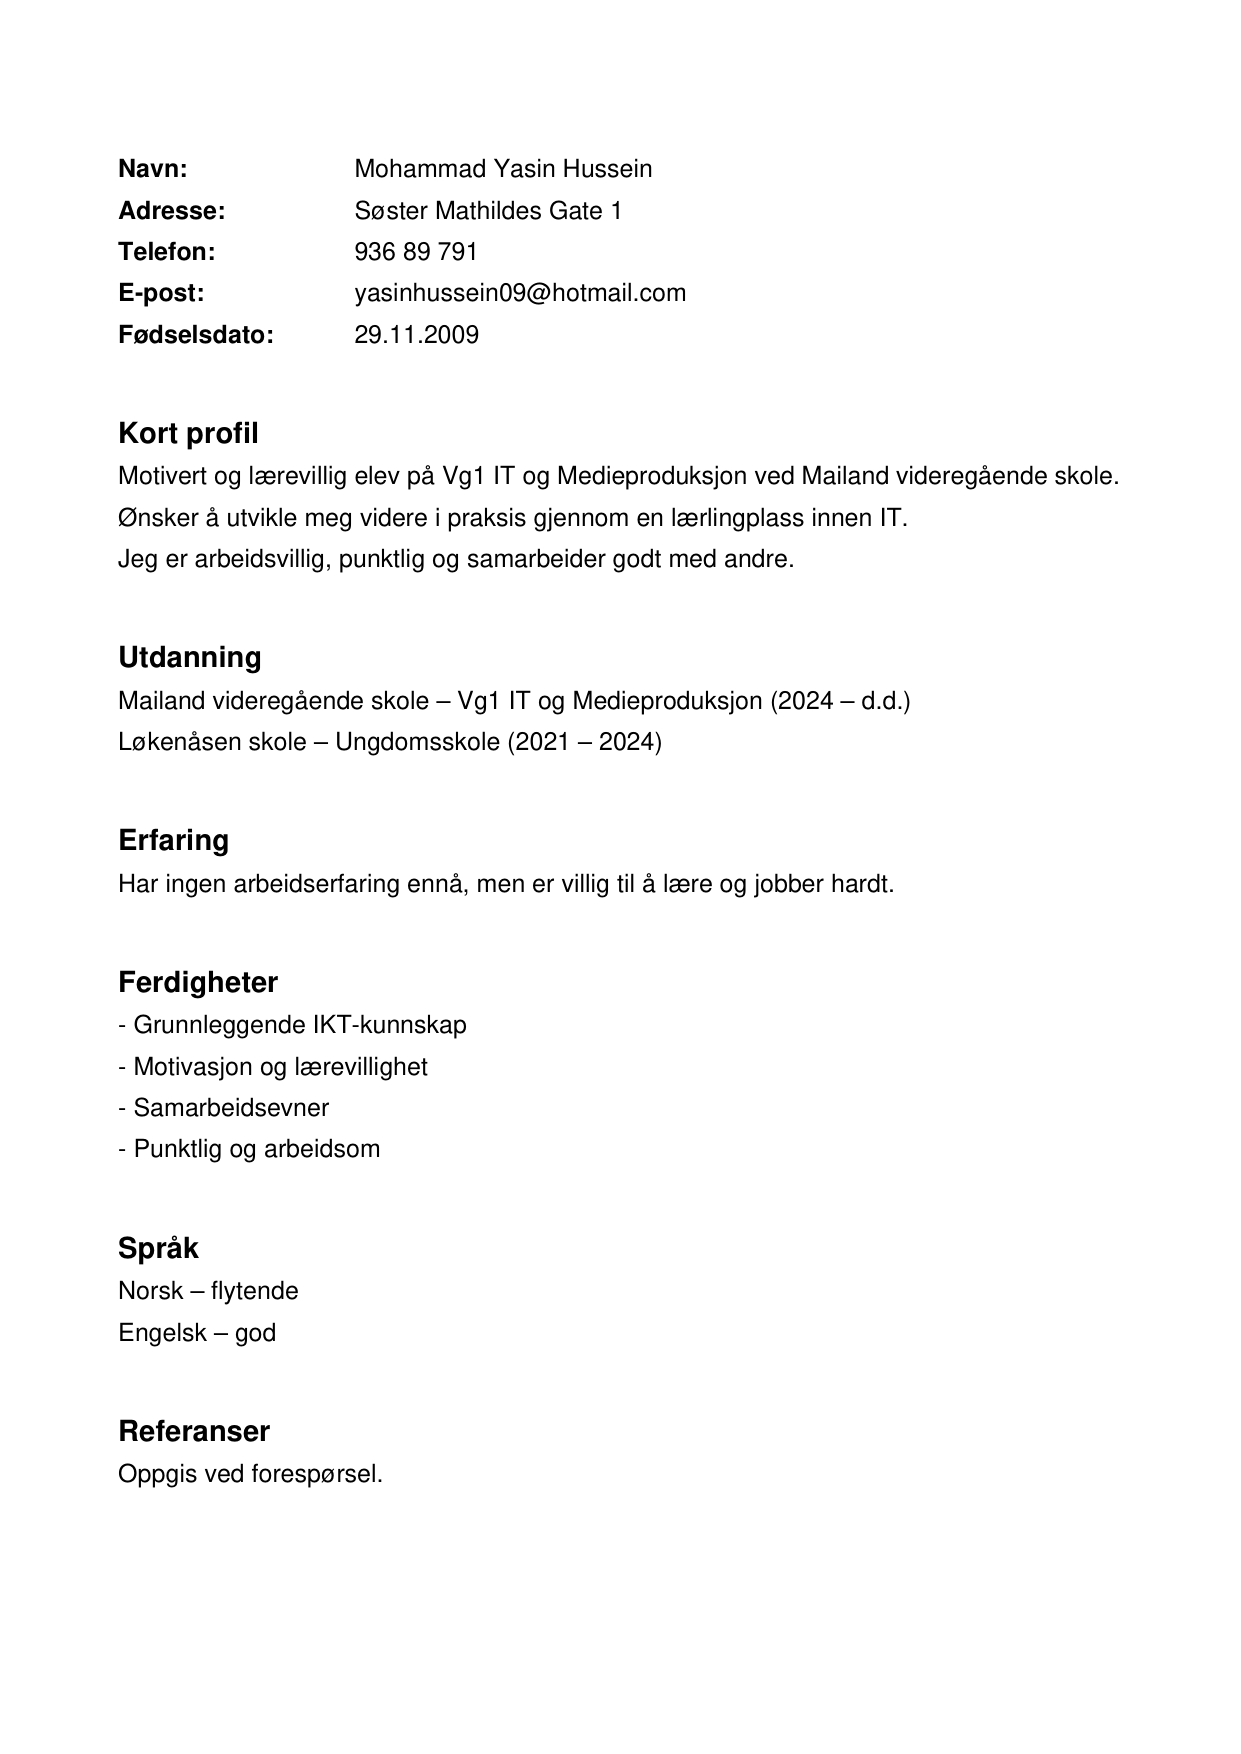 Navn: Mohammad Yasin Hussein
Adresse: Søster Mathildes Gate 1
Telefon: 936 89 791
E-post: yasinhussein09@hotmail.com
Fødselsdato: 29.11.2009
Kort profil
Motivert og lærevillig elev på Vg1 IT og Medieproduksjon ved Mailand videregående skole.
Ønsker å utvikle meg videre i praksis gjennom en lærlingplass innen IT.
Jeg er arbeidsvillig, punktlig og samarbeider godt med andre.
Utdanning
Mailand videregående skole – Vg1 IT og Medieproduksjon (2024 – d.d.)
Løkenåsen skole – Ungdomsskole (2021 – 2024)
Erfaring
Har ingen arbeidserfaring ennå, men er villig til å lære og jobber hardt.
Ferdigheter
- Grunnleggende IKT-kunnskap
- Motivasjon og lærevillighet
- Samarbeidsevner
- Punktlig og arbeidsom
Språk
Norsk – flytende
Engelsk – god
Referanser
Oppgis ved forespørsel.